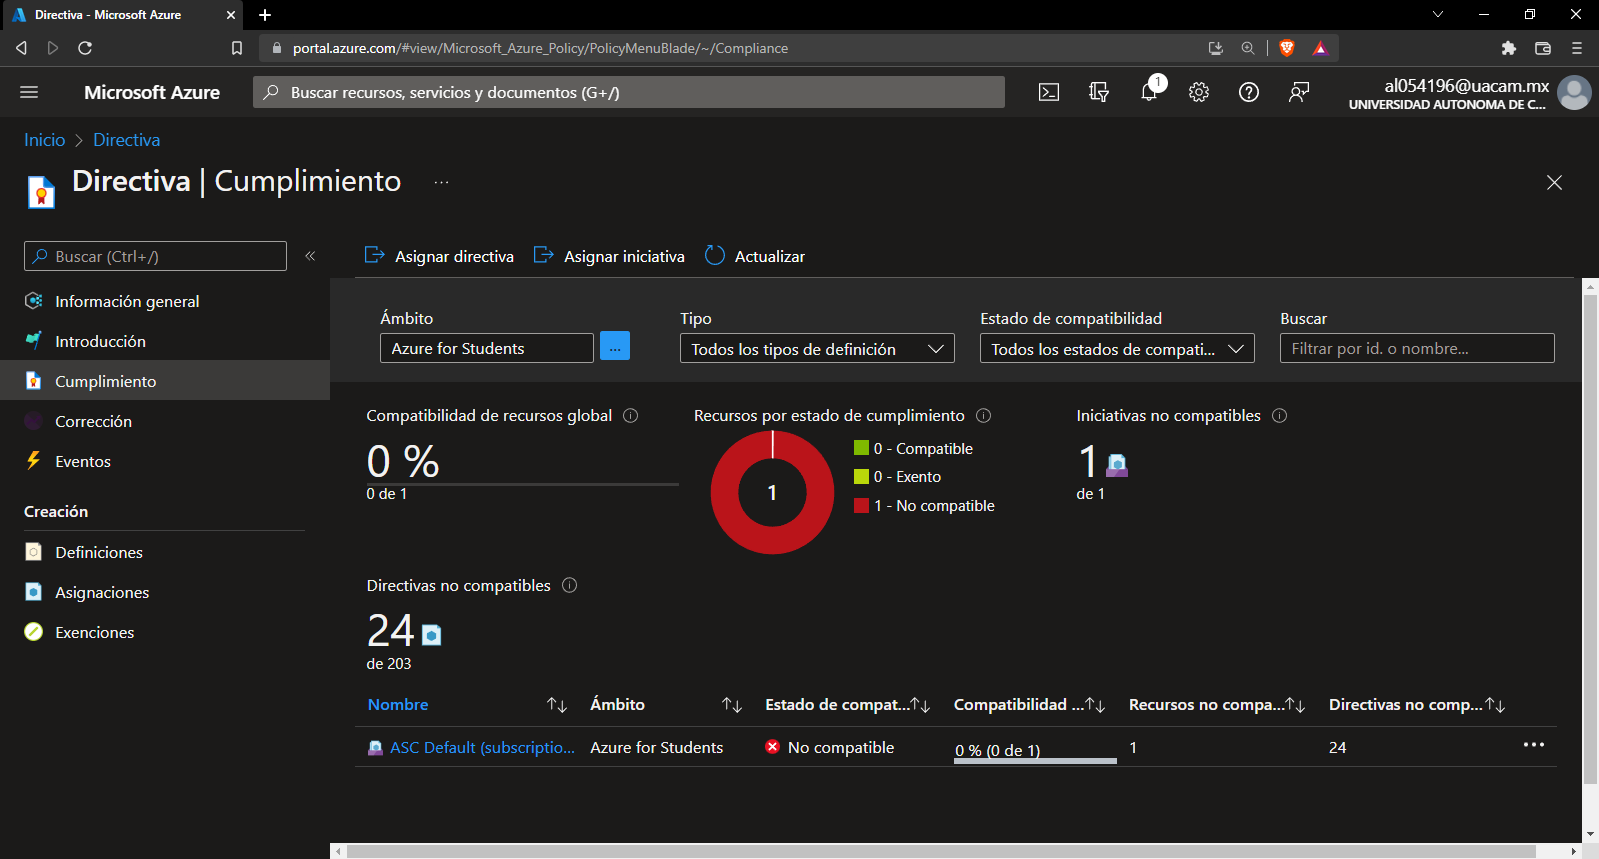 Directiva - Microsoft Azure
portal.azure.com/#view/Microsoft_Azure_Policy/PolicyMenuBlade/~/Compliance
Microsoft Azure
Buscar recursos, servicios y documentos (G+/)
1
al054196@uacam.mx
UNIVERSIDAD AUTONOMA DE C...
Inicio > Directiva
Directiva | Cumplimiento ...
Buscar (Ctrl+/)
«
Información general
Introducción
Cumplimiento
Corrección
Eventos
Creación
Definiciones
Asignaciones
Exenciones
Asignar directiva
Asignar iniciativa
Actualizar
Ámbito
Azure for Students
...
Tipo
Todos los tipos de definición
Estado de compatibilidad
Todos los estados de compati...
Buscar
Filtrar por id. o nombre...
Compatibilidad de recursos global
0 %
0 de 1
Recursos por estado de cumplimiento
1
0 - Compatible
0 - Exento
1 - No compatible
Iniciativas no compatibles
1
de 1
Directivas no compatibles
24
de 203
Nombre ↑↓ Ámbito ↑↓ Estado de compat...↑↓ Compatibilidad ...↑↓ Recursos no compa...↑↓ Directivas no comp...↑↓
ASC Default (subscriptio... Azure for Students No compatible 0 % (0 de 1) 1 24 ...